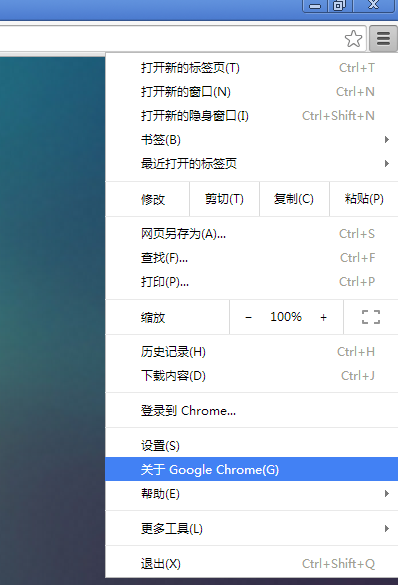 打开新的标签页(T) Ctrl+T
打开新的窗口(N) Ctrl+N
打开新的隐身窗口(I) Ctrl+Shift+N
书签(B)
最近打开的标签页
修改 剪切(T) 复制(C) 粘贴(P)
网页另存为(A)... Ctrl+S
查找(F)... Ctrl+F
打印(P)... Ctrl+P
缩放 − 100% +
历史记录(H) Ctrl+H
下载内容(D) Ctrl+J
登录到 Chrome...
设置(S)
关于 Google Chrome(G)
帮助(E)
更多工具(L)
退出(X) Ctrl+Shift+Q